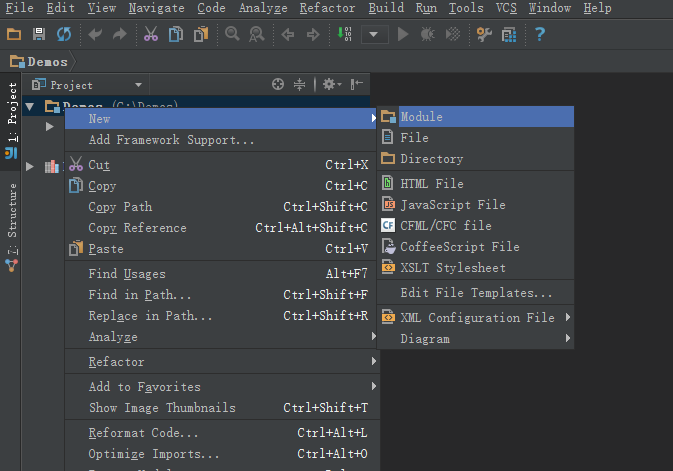 File Edit View Navigate Code Analyze Refactor Build Run Tools VCS Window Help
Demos
1: Project
7: Structure
Project
Demos (C:\Demos)
New
Add Framework Support...
Cut Ctrl+X
Copy Ctrl+C
Copy Path Ctrl+Shift+C
Copy Reference Ctrl+Alt+Shift+C
Paste Ctrl+V
Find Usages Alt+F7
Find in Path... Ctrl+Shift+F
Replace in Path... Ctrl+Shift+R
Analyze
Refactor
Add to Favorites
Show Image Thumbnails Ctrl+Shift+T
Reformat Code... Ctrl+Alt+L
Optimize Imports... Ctrl+Alt+O
Module
File
Directory
HTML File
JavaScript File
CFML/CFC file
CoffeeScript File
XSLT Stylesheet
Edit File Templates...
XML Configuration File
Diagram